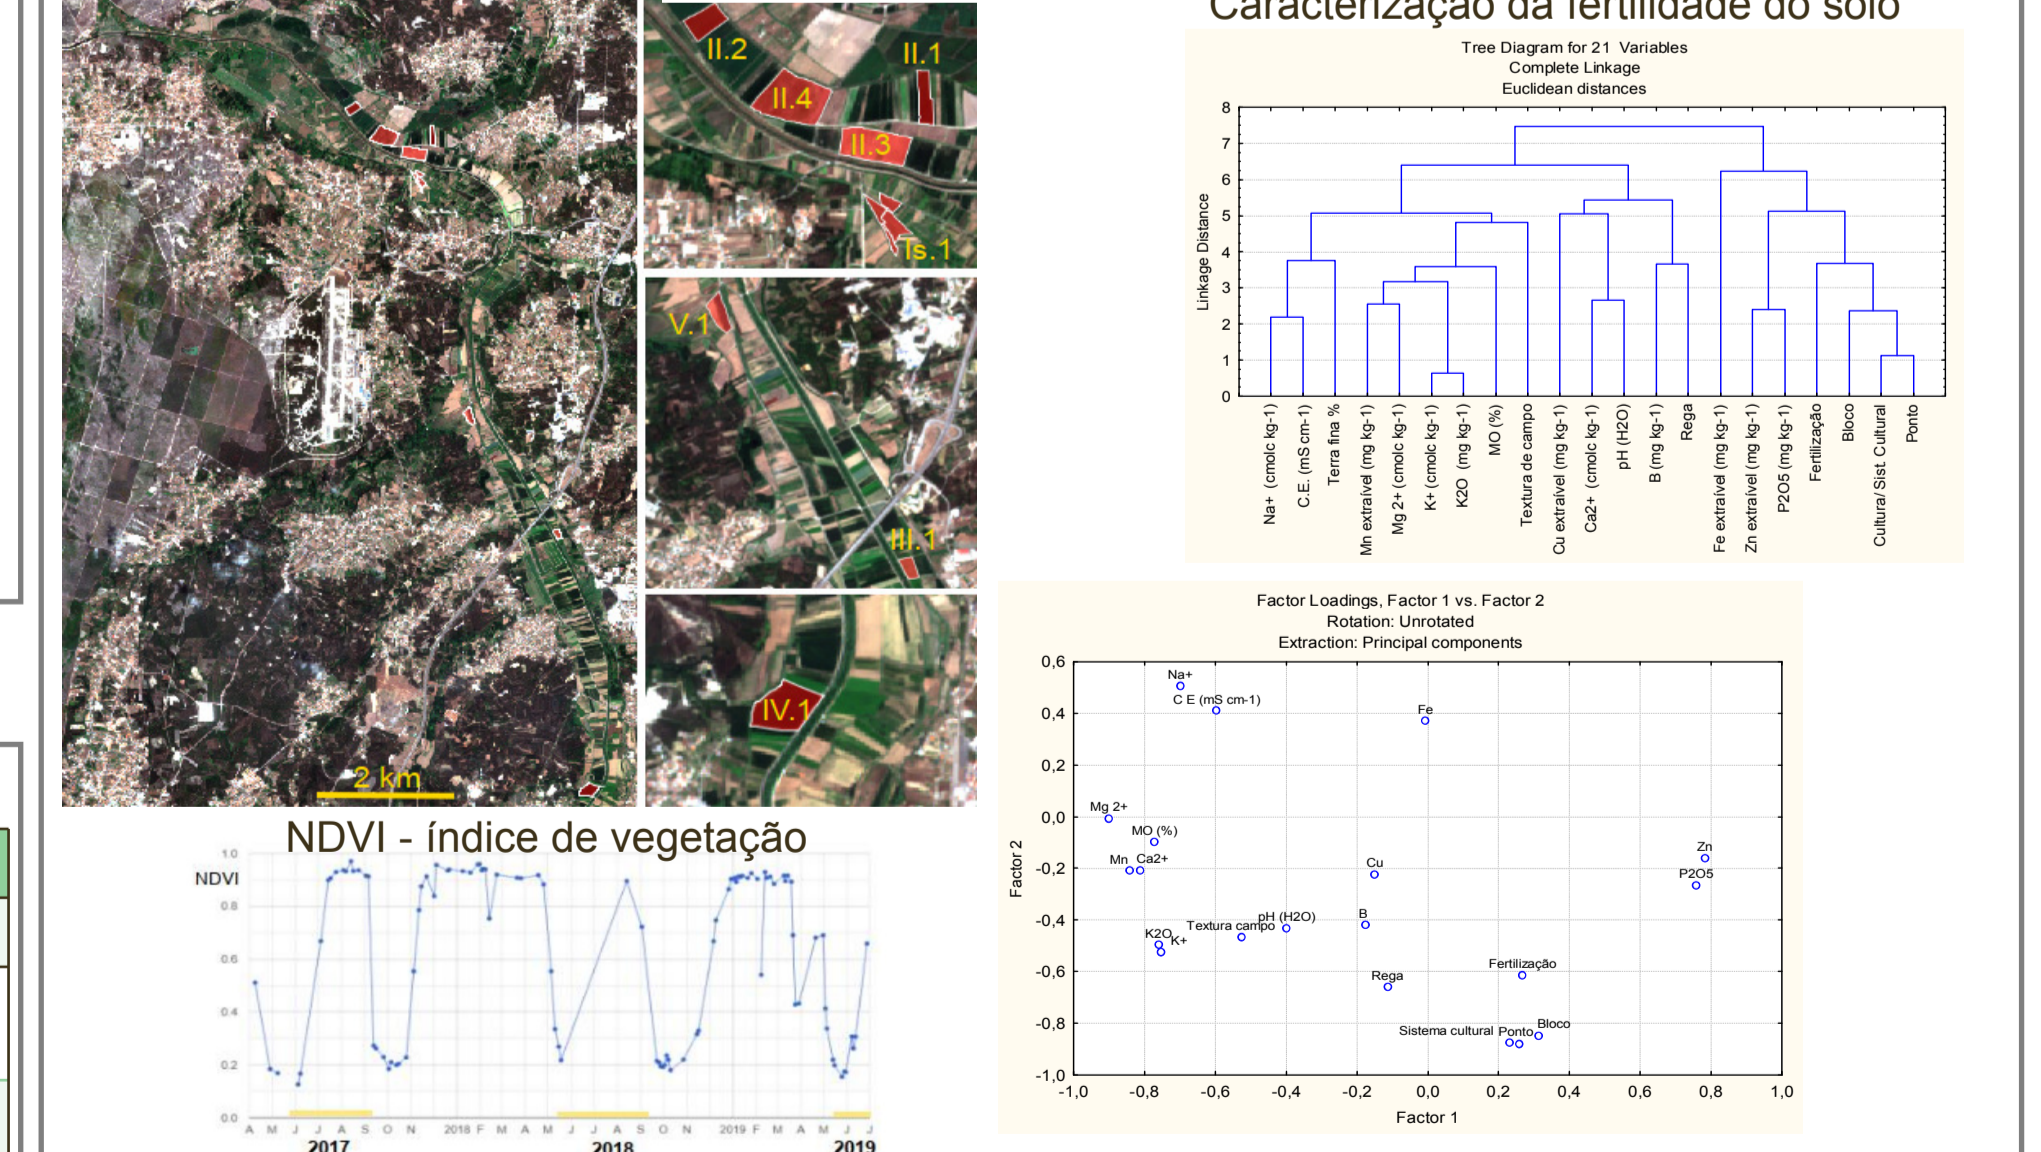 II.2
II.1
II.4
II.3
Ts.1
V.1
III.1
IV.1
2 km
NDVI - índice de vegetação
NDVI
1.0
0.8
0.6
0.4
0.2
0.0
A M J J A S O N 2018 F M A M J J A S O N 2019 F M A M J J
2017 2018 2019
Caracterização da fertilidade do solo
Tree Diagram for 21 Variables
Complete Linkage
Euclidean distances
Linkage Distance
8
7
6
5
4
3
2
1
0
Na+ (cmolc kg-1)
C.E. (mS cm-1)
Terra fina %
Mn extraível (mg kg-1)
Mg 2+ (cmolc kg-1)
K+ (cmolc kg-1)
K2O (mg kg-1)
MO (%)
Textura de campo
Cu extraível (mg kg-1)
Ca2+ (cmolc kg-1)
pH (H2O)
B (mg kg-1)
Rega
Fe extraível (mg kg-1)
Zn extraível (mg kg-1)
P2O5 (mg kg-1)
Fertilização
Bloco
Cultura/ Sist. Cultural
Ponto
Factor Loadings, Factor 1 vs. Factor 2
Rotation: Unrotated
Extraction: Principal components
Factor 2
0,6
0,4
0,2
0,0
-0,2
-0,4
-0,6
-0,8
-1,0
Na+
C E (mS cm-1)
Fe
Mg 2+
MO (%)
Mn Ca2+
Cu
Zn
P2O5
B
pH (H2O)
Textura campo
K2O
K+
Fertilização
Rega
Sistema cultural Ponto Bloco
-1,0 -0,8 -0,6 -0,4 -0,2 0,0 0,2 0,4 0,6 0,8 1,0
Factor 1